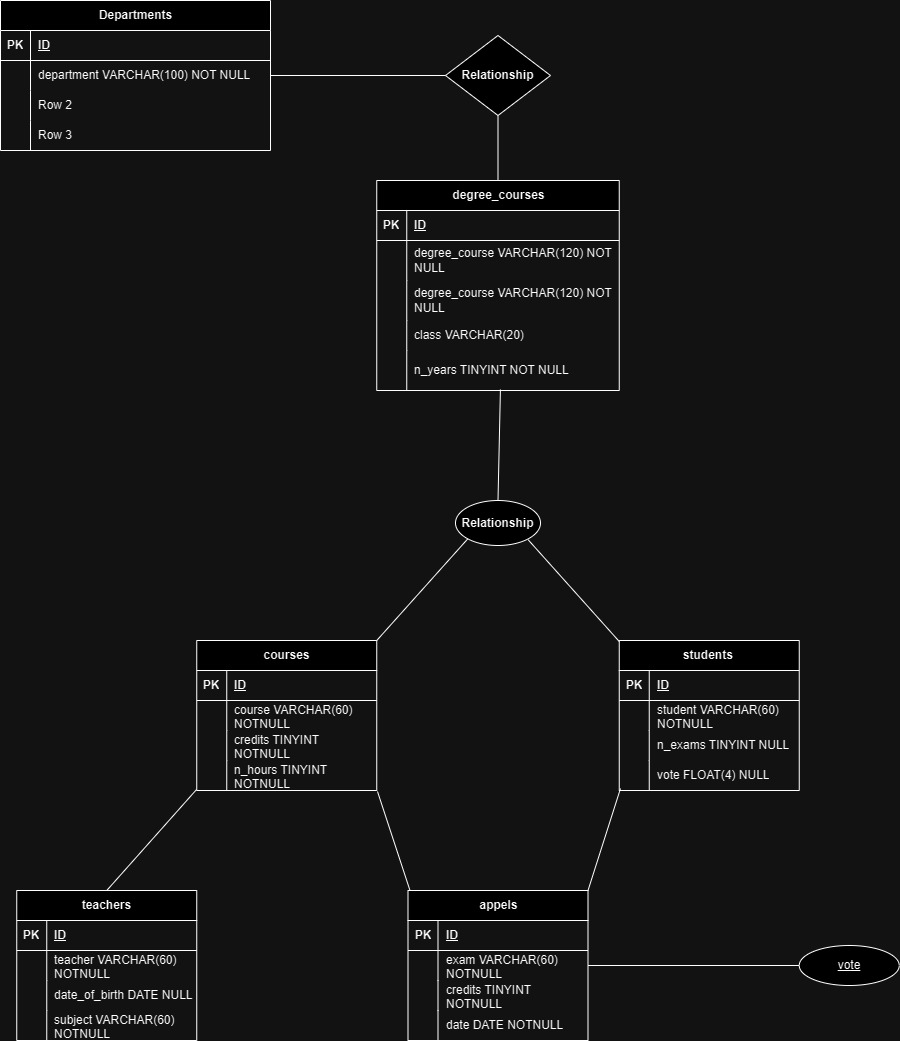 Departments
PK ID
department VARCHAR(100) NOT NULL
Row 2
Row 3
Relationship
degree_courses
PK ID
degree_course VARCHAR(120) NOT
NULL
degree_course VARCHAR(120) NOT
NULL
class VARCHAR(20)
n_years TINYINT NOT NULL
Relationship
courses
PK ID
course VARCHAR(60)
NOTNULL
credits TINYINT
NOTNULL
n_hours TINYINT
NOTNULL
students
PK ID
student VARCHAR(60)
NOTNULL
n_exams TINYINT NULL
vote FLOAT(4) NULL
teachers
PK ID
teacher VARCHAR(60)
NOTNULL
date_of_birth DATE NULL
subject VARCHAR(60)
NOTNULL
appels
PK ID
exam VARCHAR(60)
NOTNULL
credits TINYINT
NOTNULL
date DATE NOTNULL
vote